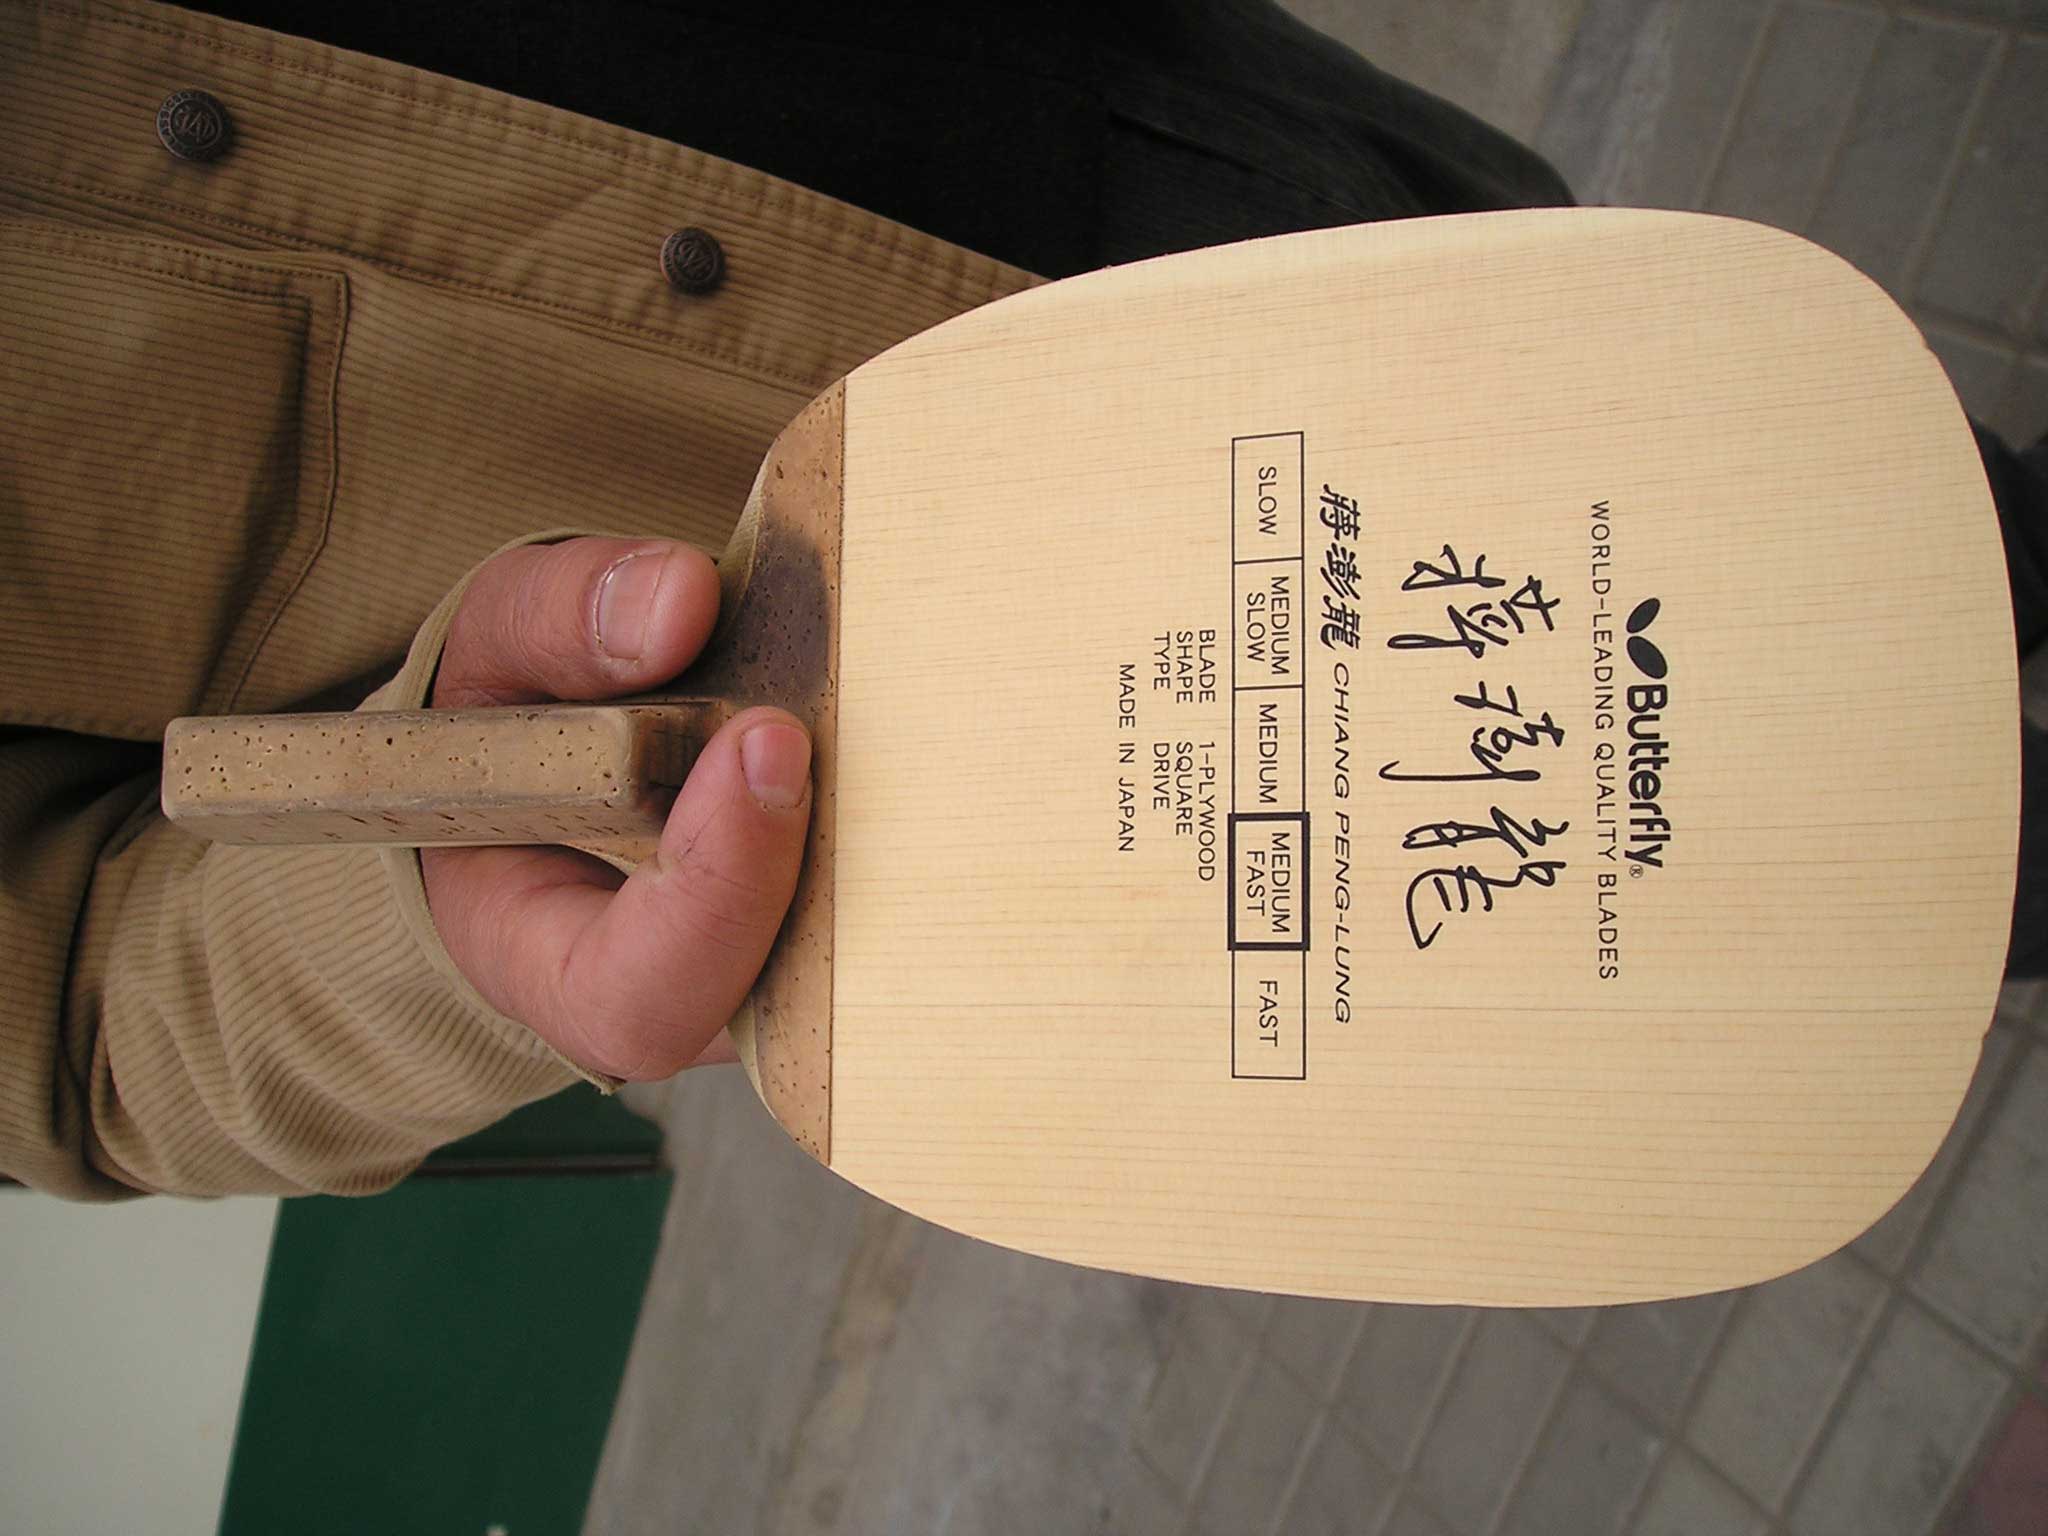 Butterfly®
WORLD-LEADING QUALITY BLADES
蔣澎龍
蔣澎龍 CHIANG PENG-LUNG
SLOW MEDIUM SLOW MEDIUM MEDIUM FAST FAST
BLADE 1-PLYWOOD
SHAPE SQUARE
TYPE DRIVE
MADE IN JAPAN